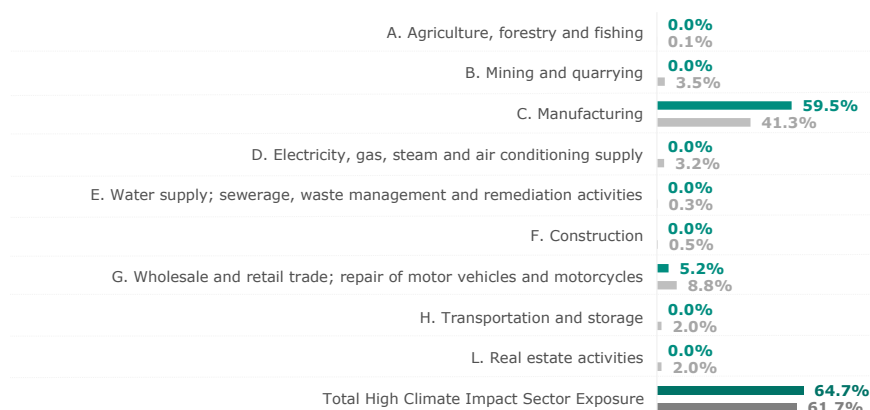 A. Agriculture, forestry and fishing
0.0%
0.1%
B. Mining and quarrying
0.0%
3.5%
C. Manufacturing
59.5%
41.3%
D. Electricity, gas, steam and air conditioning supply
0.0%
3.2%
E. Water supply; sewerage, waste management and remediation activities
0.0%
0.3%
F. Construction
0.0%
0.5%
G. Wholesale and retail trade; repair of motor vehicles and motorcycles
5.2%
8.8%
H. Transportation and storage
0.0%
2.0%
L. Real estate activities
0.0%
2.0%
Total High Climate Impact Sector Exposure
64.7%
61.7%